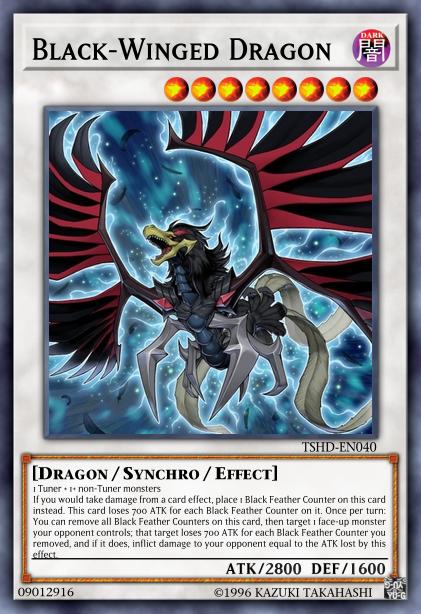 BLACK-WINGED DRAGON
DARK
闇
TSHD-EN040
[DRAGON / SYNCHRO / EFFECT]
1 Tuner + 1+ non-Tuner monsters
If you would take damage from a card effect, place 1 Black Feather Counter on this card
instead. This card loses 700 ATK for each Black Feather Counter on it. Once per turn:
You can remove all Black Feather Counters on this card, then target 1 face-up monster
your opponent controls; that target loses 700 ATK for each Black Feather Counter you
removed, and if it does, inflict damage to your opponent equal to the ATK lost by this
effect.
ATK/2800 DEF/1600
09012916
©1996 KAZUKI TAKAHASHI